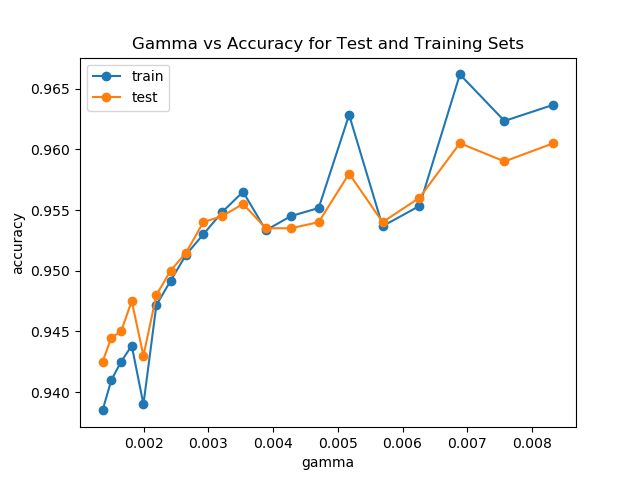 Gamma vs Accuracy for Test and Training Sets
train
test
0.965
0.960
0.955
0.950
0.945
0.940
accuracy
0.002 0.003 0.004 0.005 0.006 0.007 0.008
gamma